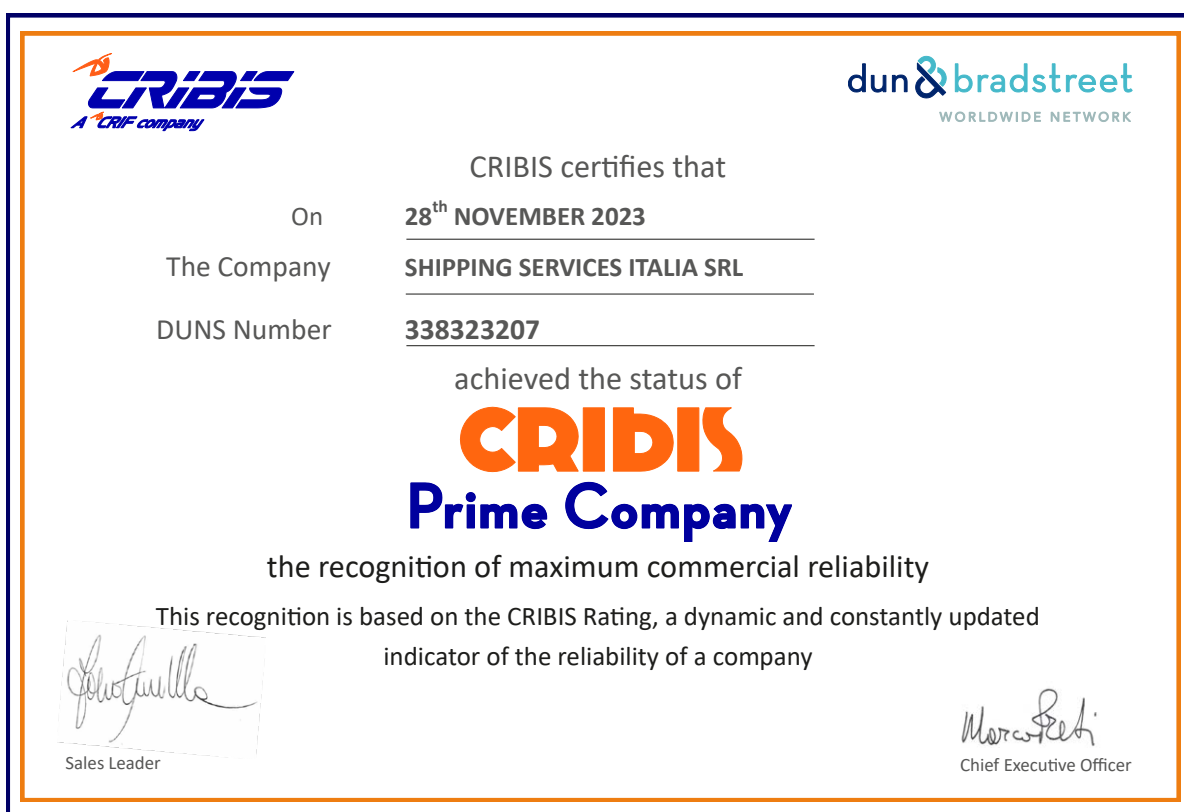 CRIBIS
A CRIF company
dun & bradstreet
WORLDWIDE NETWORK
CRIBIS certifies that
On 28th NOVEMBER 2023
The Company SHIPPING SERVICES ITALIA SRL
DUNS Number 338323207
achieved the status of
CRIBIS
Prime Company
the recognition of maximum commercial reliability
This recognition is based on the CRIBIS Rating, a dynamic and constantly updated
indicator of the reliability of a company
Sales Leader
Marco Preti
Chief Executive Officer